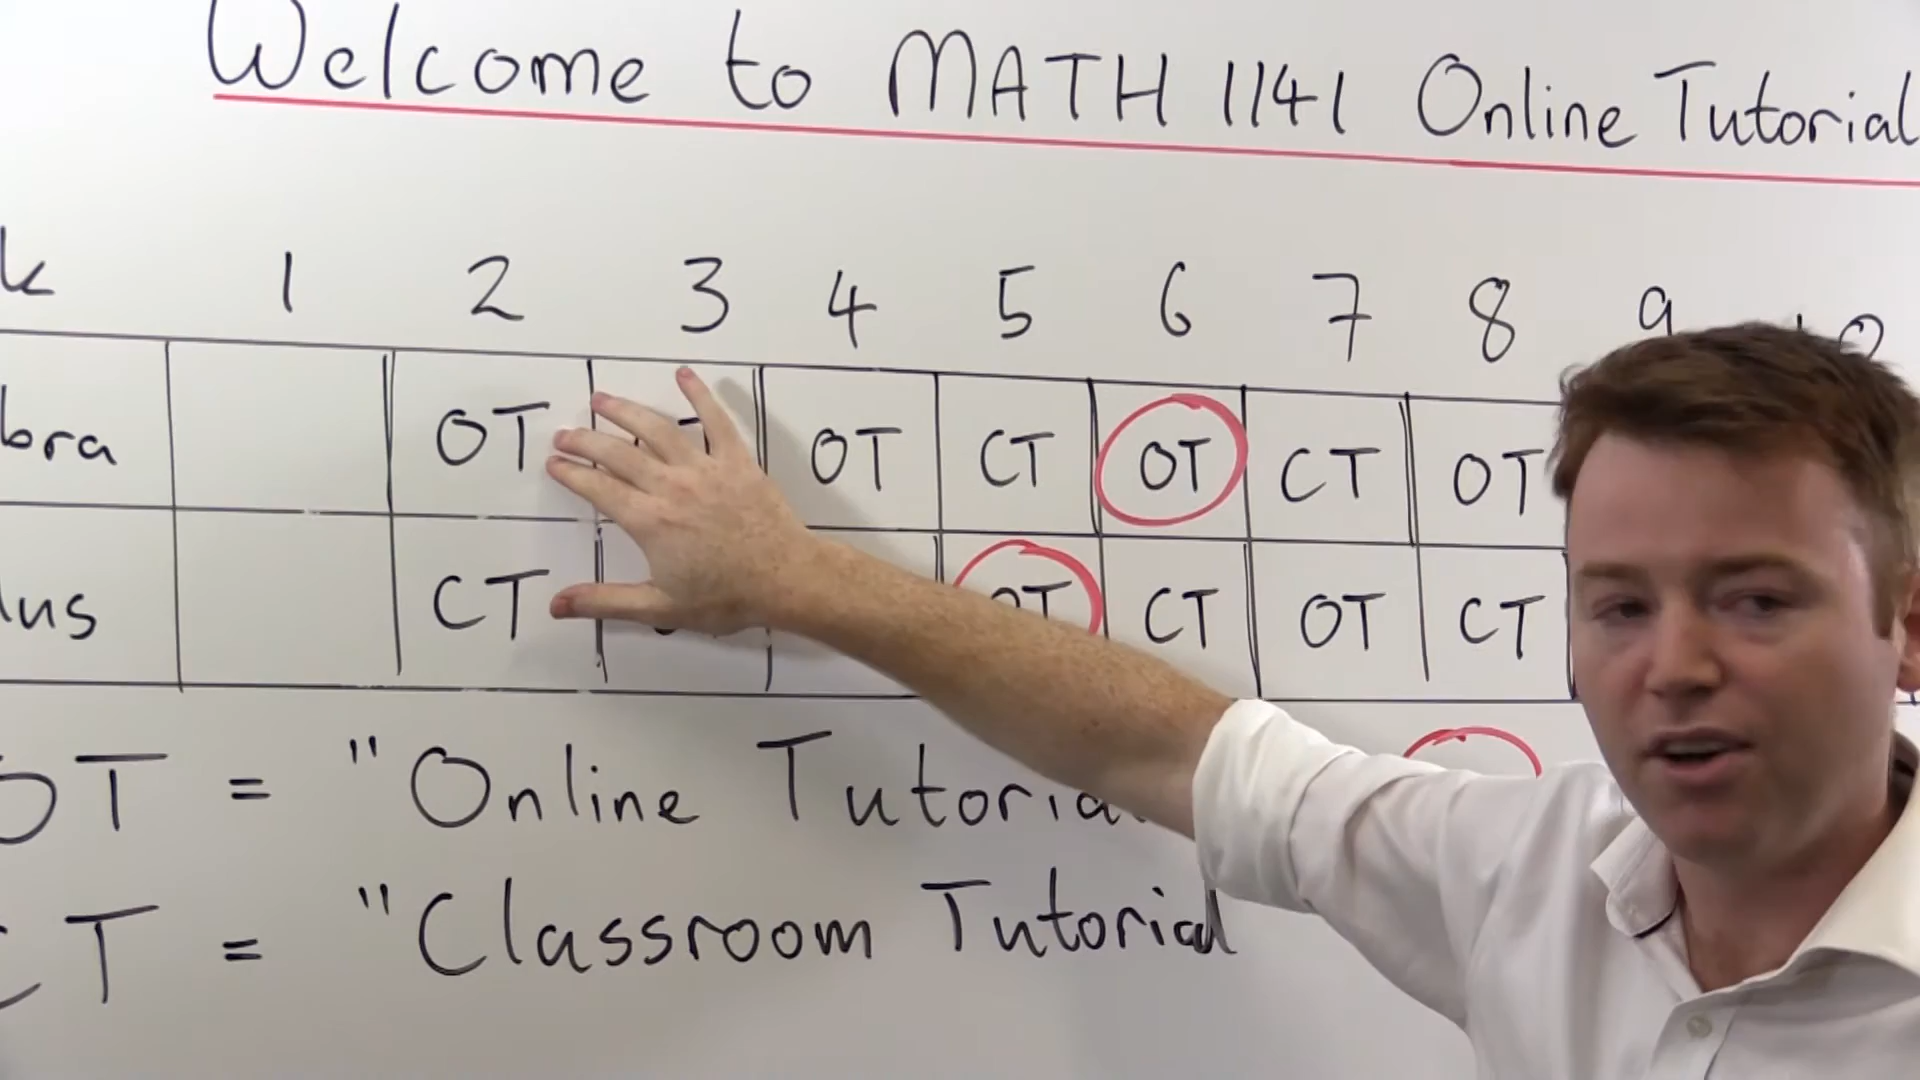 Welcome to MATH 1141 Online Tutorial
k 1 2 3 4 5 6 7 8 9
bra OT OT CT OT CT OT
lus CT OT CT OT CT
OT = "Online Tutoria
CT = "Classroom Tutorial